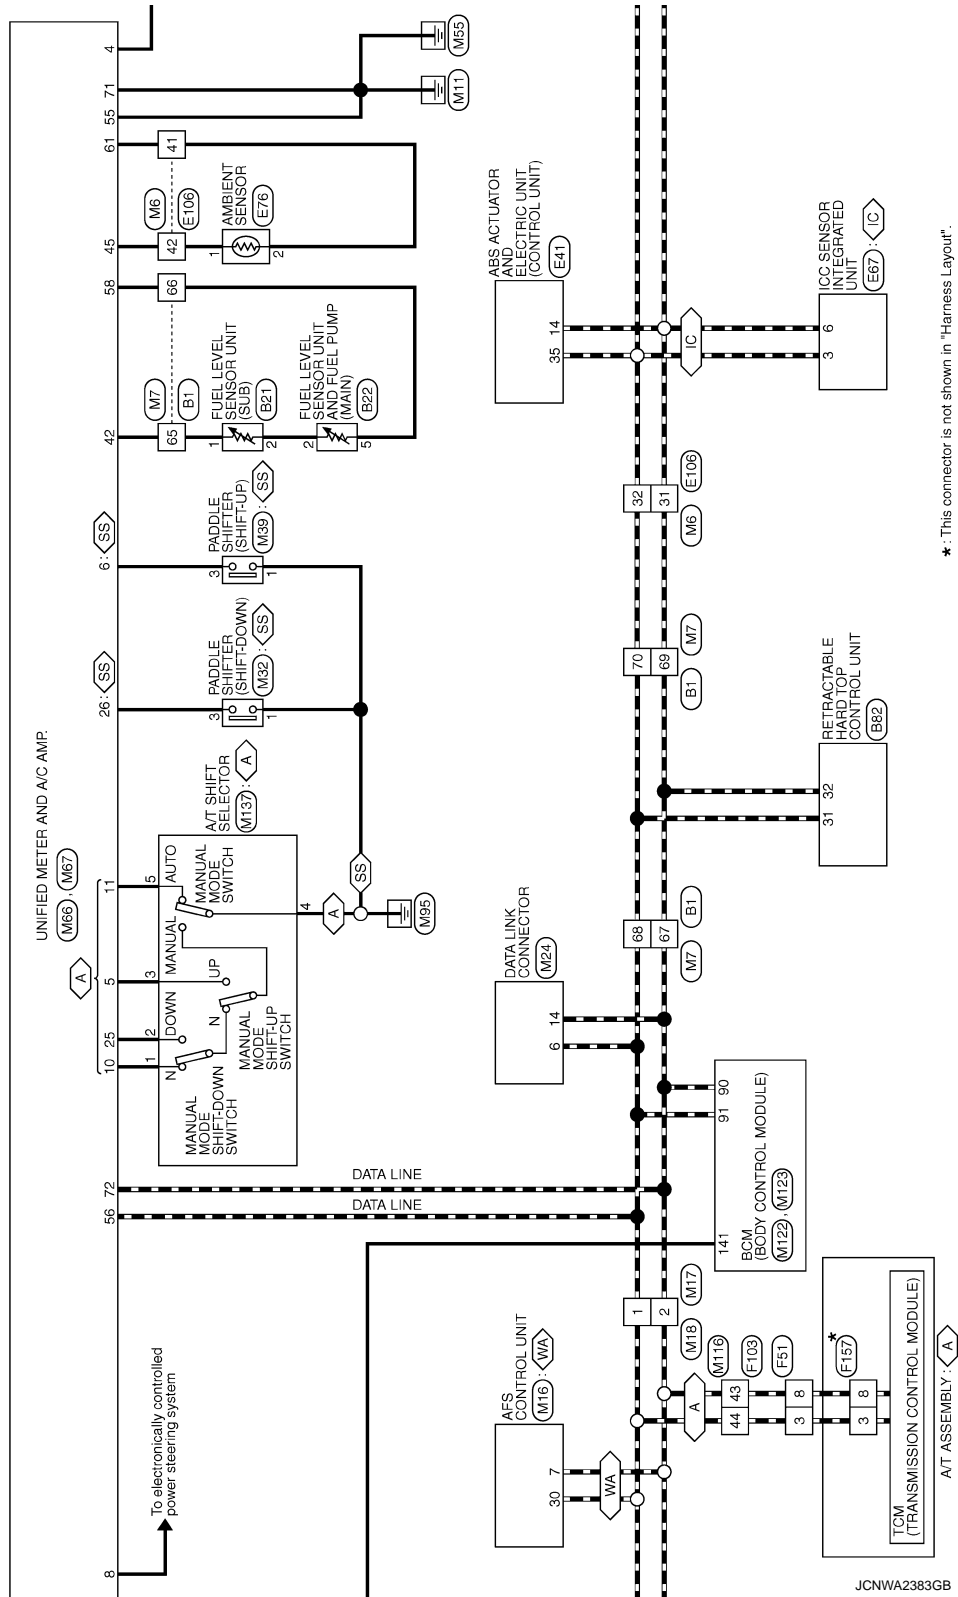 UNIFIED METER AND A/C AMP.
M66 , M67
4
71
55
61
45
58
42
6 : SS
26 : SS
11
5
25
10
A
72
56
8
M55
M11
41
M6
E106
42
AMBIENT
SENSOR
E76
1
2
66
M7
B1
65
FUEL LEVEL
SENSOR UNIT
(SUB)
B21
1
2
FUEL LEVEL
SENSOR UNIT
AND FUEL PUMP
(MAIN)
B22
2
5
PADDLE
SHIFTER
(SHIFT-UP)
M39 : SS
3
1
PADDLE
SHIFTER
(SHIFT-DOWN)
M32 : SS
3
1
A/T SHIFT
SELECTOR
M137 : A
5
3
2
1
4
AUTO
MANUAL
MANUAL
MODE
SWITCH
UP
DOWN
N
N
MANUAL
MODE
SHIFT-UP
SWITCH
MANUAL
MODE
SHIFT-DOWN
SWITCH
A
SS
M95
DATA LINE
DATA LINE
To electronically controlled
power steering system
ABS ACTUATOR
AND
ELECTRIC UNIT
(CONTROL UNIT)
E41
14
35
IC
6
3
ICC SENSOR
INTEGRATED
UNIT
E67 : IC
32
31
E106
M6
70
69
M7
B1
RETRACTABLE
HARD TOP
CONTROL UNIT
B82
32
31
68
67
B1
M7
DATA LINK
CONNECTOR
M24
14
6
90
91
141
BCM
(BODY CONTROL MODULE)
M122 , M123
1
2
M17
M18
AFS
CONTROL UNIT
M16 : WA
7
30
WA
A
M116
43
44
F103
F51
8
3
* F157
8
3
TCM
(TRANSMISSION CONTROL MODULE)
A/T ASSEMBLY : A
* : This connector is not shown in "Harness Layout".
JCNWA2383GB